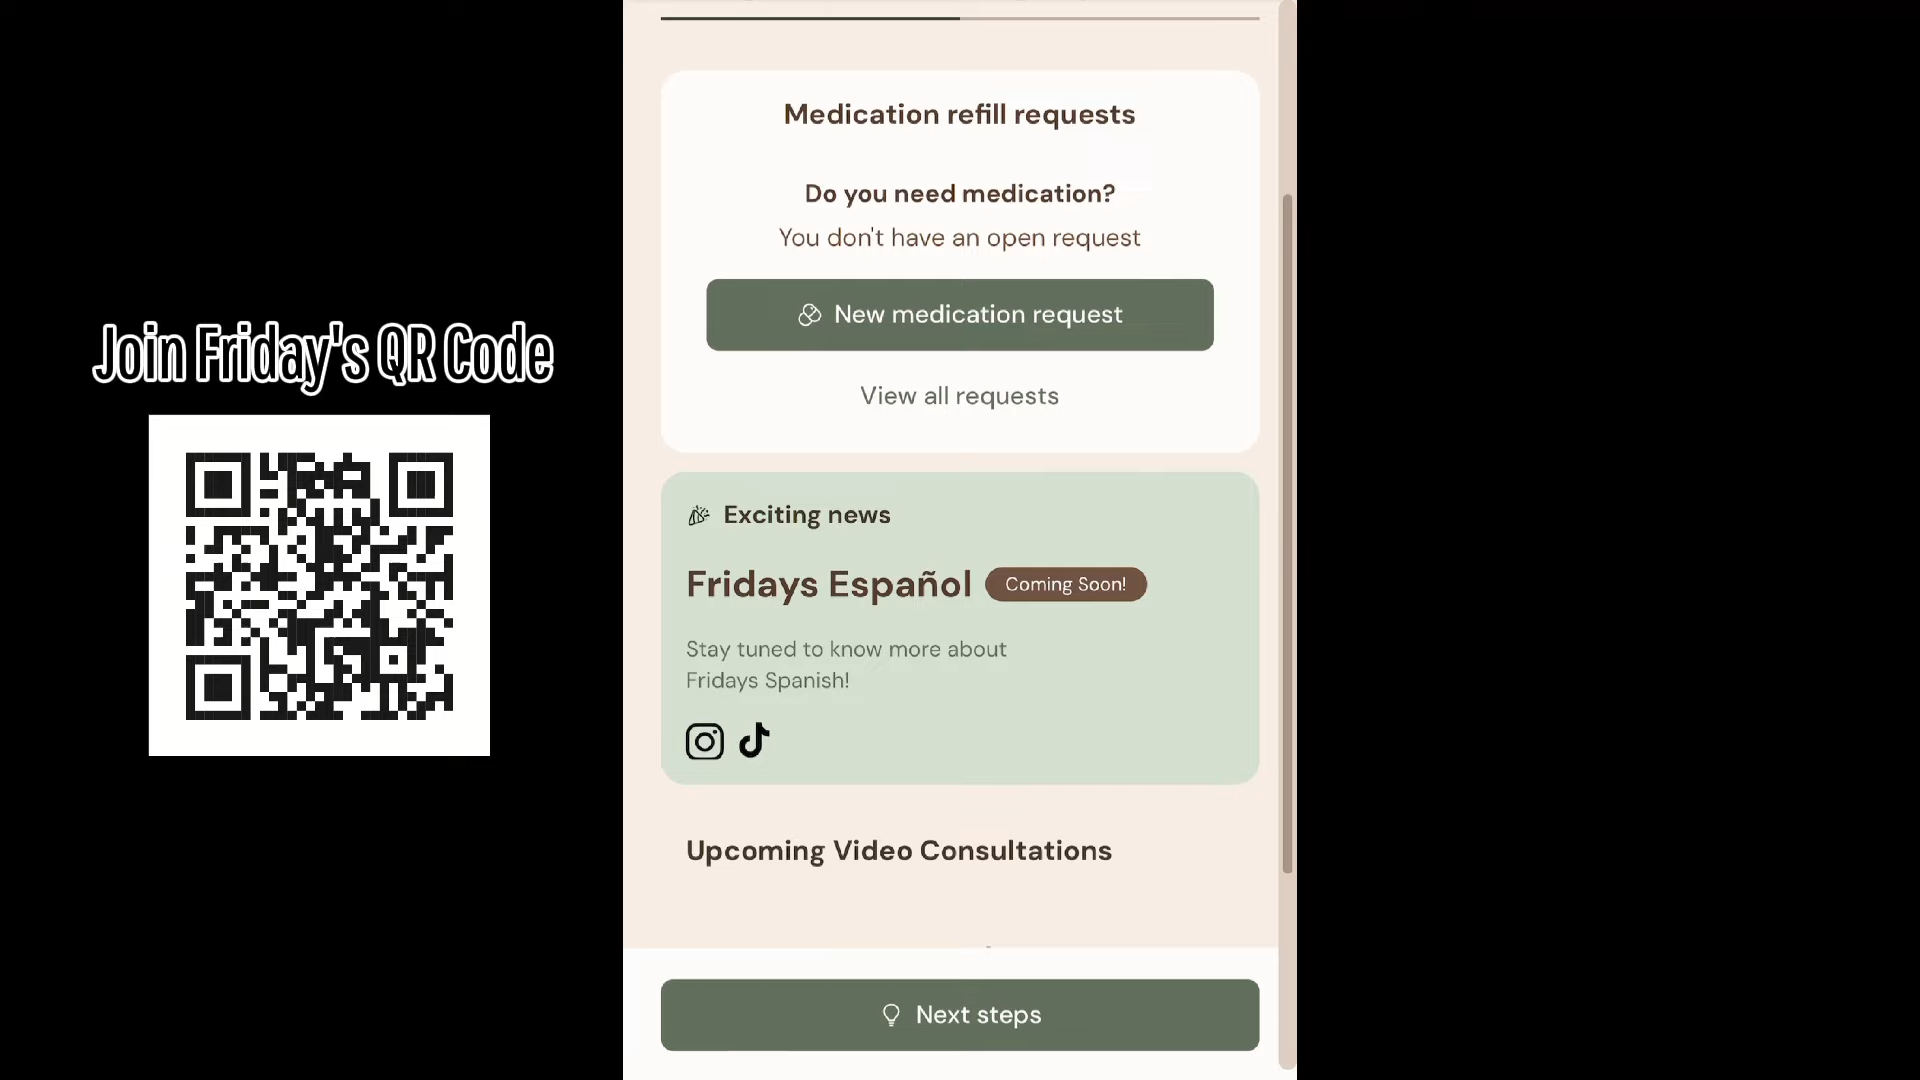 Join Friday's QR Code
Medication refill requests
Do you need medication?
You don't have an open request
New medication request
View all requests
Exciting news
Fridays Español
Coming Soon!
Stay tuned to know more about
Fridays Spanish!
Upcoming Video Consultations
Next steps